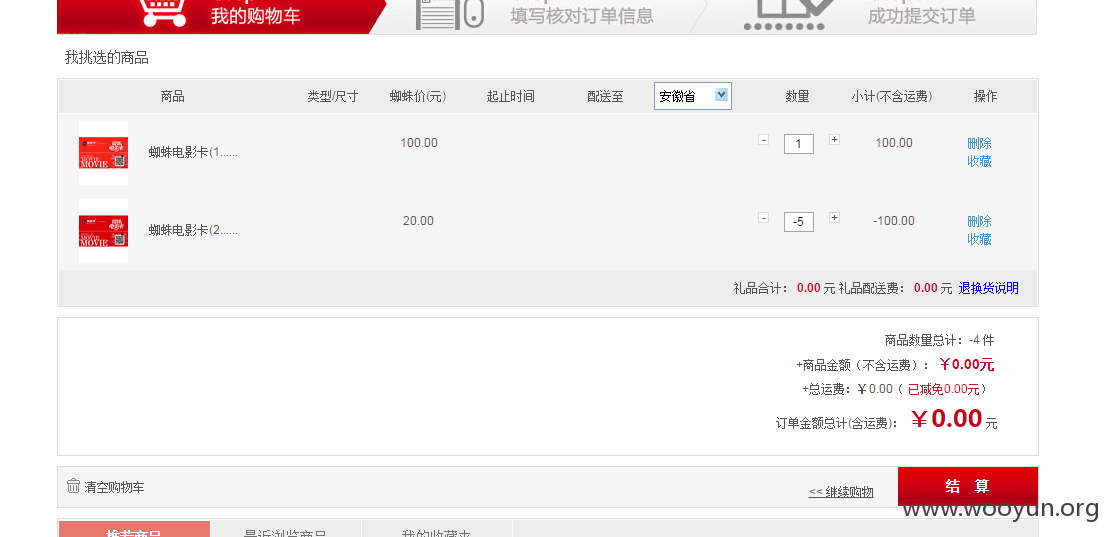 我的购物车 填写核对订单信息 成功提交订单
我挑选的商品
商品 类型/尺寸 蜘蛛价(元) 起止时间 配送至 安徽省 数量 小计(不含运费) 操作
蜘蛛电影卡(1...... 100.00 - 1 + 100.00 删除
收藏
蜘蛛电影卡(2...... 20.00 - -5 + -100.00 删除
收藏
礼品合计: 0.00 元 礼品配送费: 0.00 元 退换货说明
商品数量总计: -4 件
+商品金额(不含运费): ¥0.00元
+总运费: ¥0.00( 已减免0.00元)
订单金额总计(含运费): ¥0.00 元
清空购物车 << 继续购物 结 算
www.wooyun.org
推荐商品 最近浏览商品 我的收藏夹